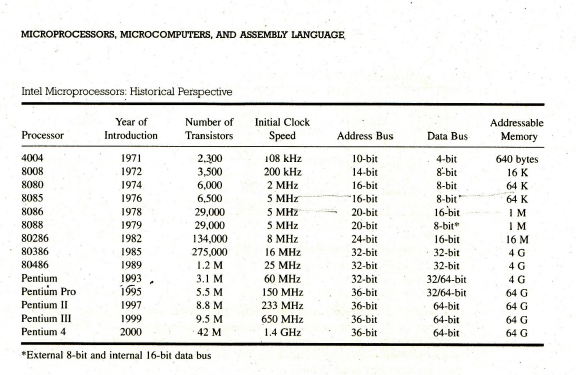 MICROPROCESSORS, MICROCOMPUTERS, AND ASSEMBLY LANGUAGE
Intel Microprocessors: Historical Perspective
Processor Year of Introduction Number of Transistors Initial Clock Speed Address Bus Data Bus Addressable Memory
4004 1971 2,300 108 kHz 10-bit 4-bit 640 bytes
8008 1972 3,500 200 kHz 14-bit 8-bit 16 K
8080 1974 6,000 2 MHz 16-bit 8-bit 64 K
8085 1976 6,500 5 MHz 16-bit 8-bit 64 K
8086 1978 29,000 5 MHz 20-bit 16-bit 1 M
8088 1979 29,000 5 MHz 20-bit 8-bit* 1 M
80286 1982 134,000 8 MHz 24-bit 16-bit 16 M
80386 1985 275,000 16 MHz 32-bit 32-bit 4 G
80486 1989 1.2 M 25 MHz 32-bit 32-bit 4 G
Pentium 1993 3.1 M 60 MHz 32-bit 32/64-bit 4 G
Pentium Pro 1995 5.5 M 150 MHz 36-bit 32/64-bit 64 G
Pentium II 1997 8.8 M 233 MHz 36-bit 64-bit 64 G
Pentium III 1999 9.5 M 650 MHz 36-bit 64-bit 64 G
Pentium 4 2000 42 M 1.4 GHz 36-bit 64-bit 64 G
*External 8-bit and internal 16-bit data bus